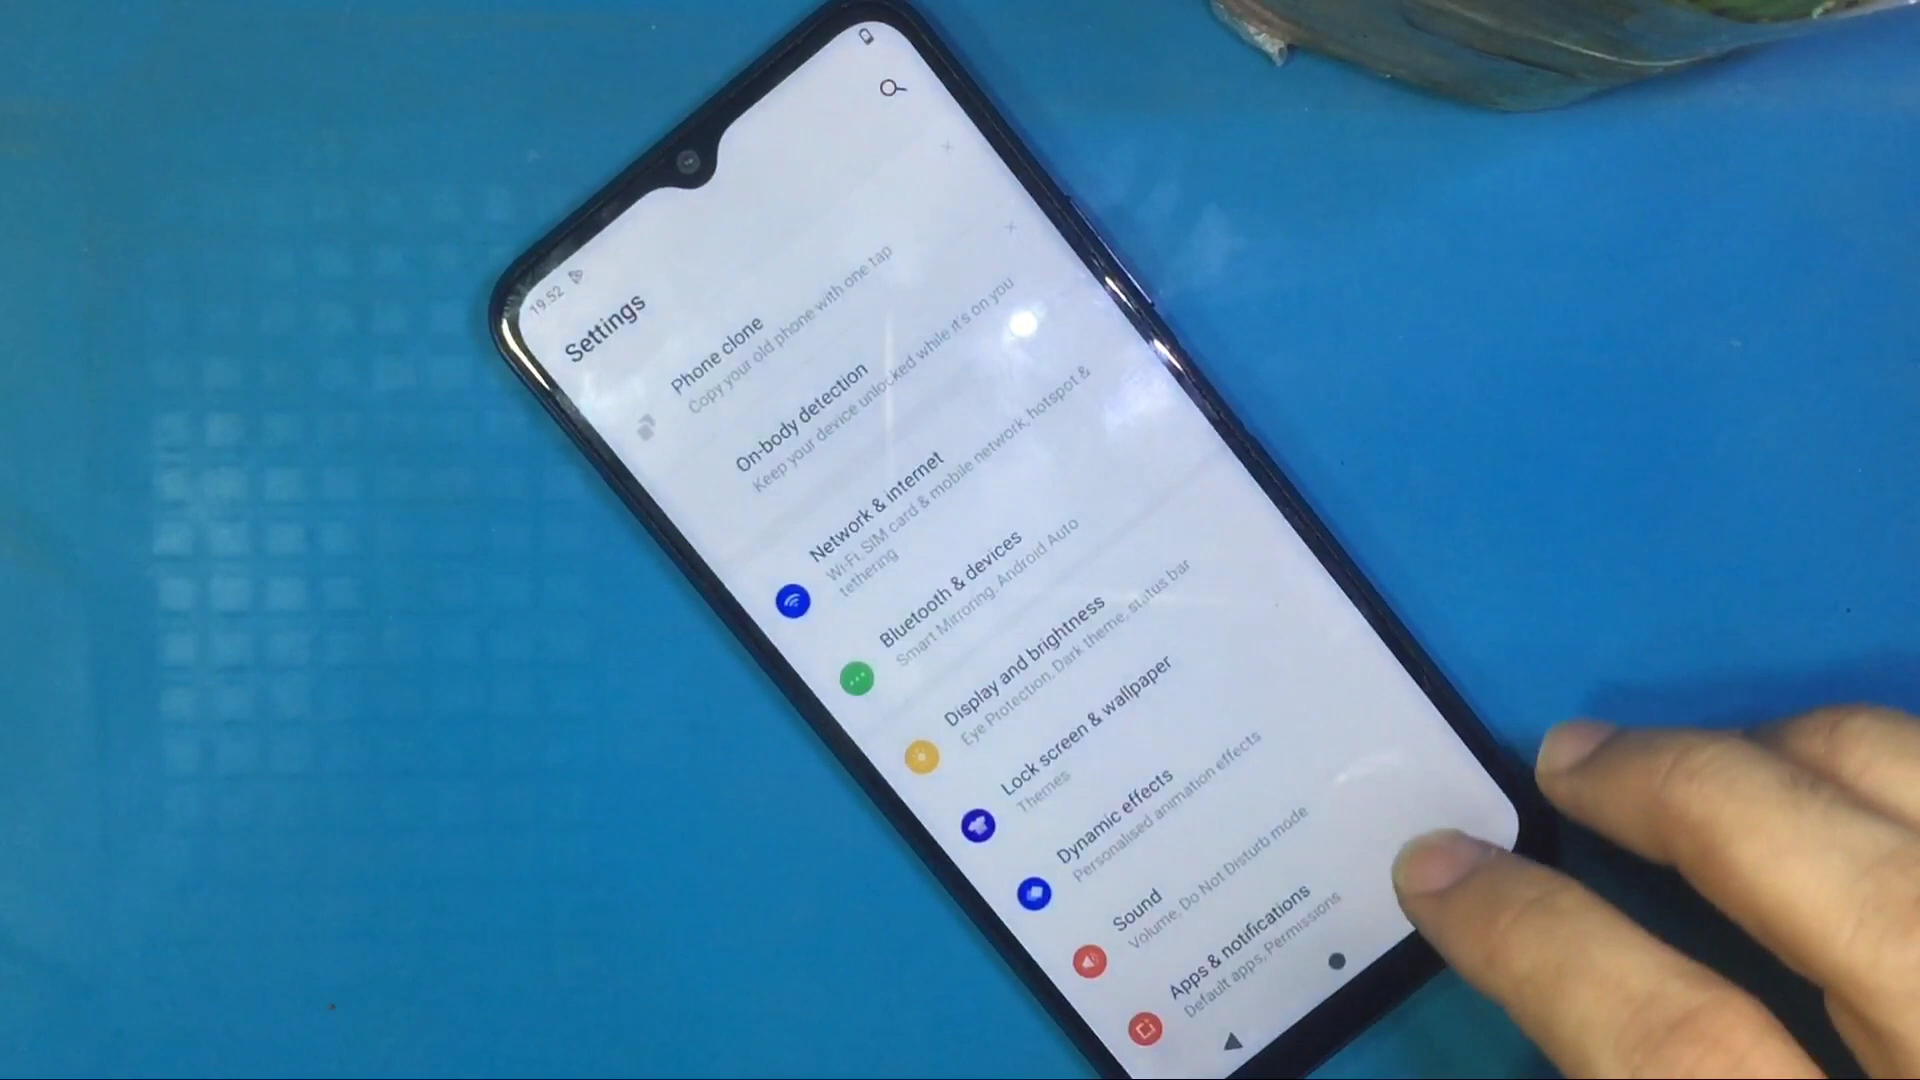 19.52
Settings
Phone clone
Copy your old phone with one tap
On-body detection
Keep your device unlocked while it's on you
Network & internet
Wi-Fi, SIM card & mobile network, hotspot &
tethering
Bluetooth & devices
Smart Mirroring, Android Auto
Display and brightness
Eye Protection, Dark theme, status bar
Lock screen & wallpaper
Themes
Dynamic effects
Personalised animation effects
Sound
Volume, Do Not Disturb mode
Apps & notifications
Default apps, Permissions